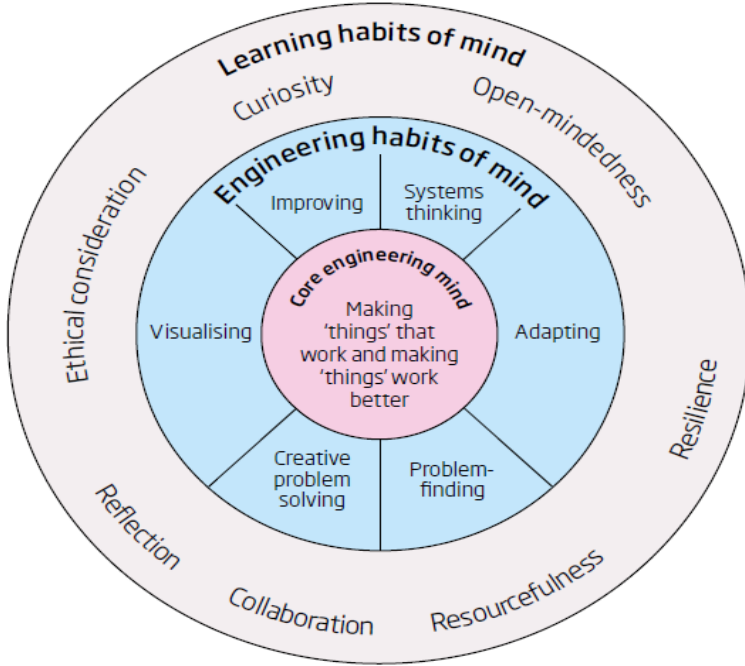 Learning habits of mind
Curiosity
Open-mindedness
Ethical consideration
Resilience
Reflection
Collaboration
Resourcefulness
Engineering habits of mind
Improving
Systems
thinking
Visualising
Adapting
Creative
problem
solving
Problem-
finding
Core engineering mind
Making
'things' that
work and making
'things' work
better